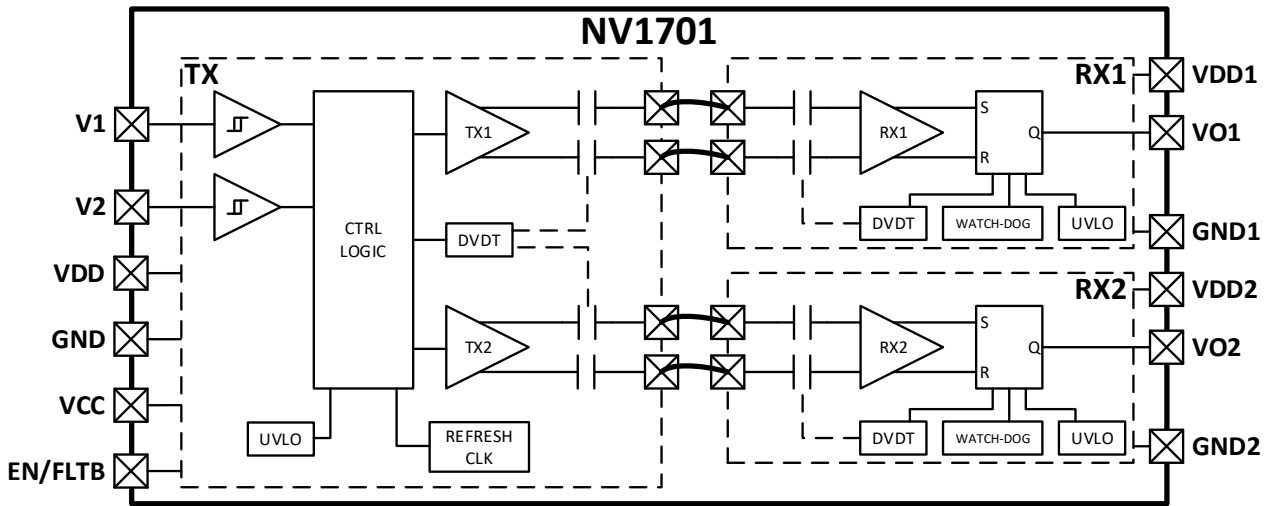 NV1701
TX
RX1
VDD1
V1
TX1
RX1
S
Q
R
VO1
V2
CTRL
LOGIC
DVDT
DVDT
WATCH-DOG
UVLO
GND1
VDD
RX2
VDD2
GND
TX2
RX2
S
Q
R
VO2
VCC
UVLO
REFRESH
CLK
DVDT
WATCH-DOG
UVLO
GND2
EN/FLTB